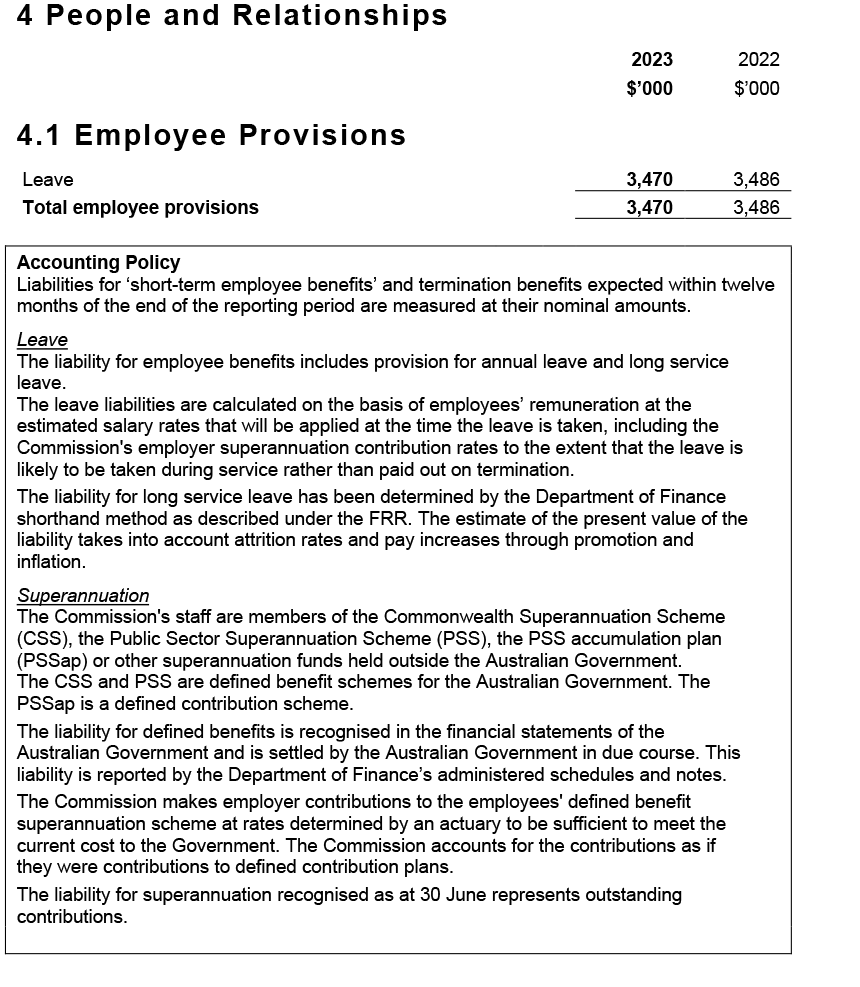 4 People and Relationships
2023 2022
$’000 $’000
4.1 Employee Provisions
Leave 3,470 3,486
Total employee provisions 3,470 3,486
Accounting Policy
Liabilities for ‘short-term employee benefits’ and termination benefits expected within twelve
months of the end of the reporting period are measured at their nominal amounts.
Leave
The liability for employee benefits includes provision for annual leave and long service
leave.
The leave liabilities are calculated on the basis of employees’ remuneration at the
estimated salary rates that will be applied at the time the leave is taken, including the
Commission's employer superannuation contribution rates to the extent that the leave is
likely to be taken during service rather than paid out on termination.
The liability for long service leave has been determined by the Department of Finance
shorthand method as described under the FRR. The estimate of the present value of the
liability takes into account attrition rates and pay increases through promotion and
inflation.
Superannuation
The Commission's staff are members of the Commonwealth Superannuation Scheme
(CSS), the Public Sector Superannuation Scheme (PSS), the PSS accumulation plan
(PSSap) or other superannuation funds held outside the Australian Government.
The CSS and PSS are defined benefit schemes for the Australian Government. The
PSSap is a defined contribution scheme.
The liability for defined benefits is recognised in the financial statements of the
Australian Government and is settled by the Australian Government in due course. This
liability is reported by the Department of Finance’s administered schedules and notes.
The Commission makes employer contributions to the employees' defined benefit
superannuation scheme at rates determined by an actuary to be sufficient to meet the
current cost to the Government. The Commission accounts for the contributions as if
they were contributions to defined contribution plans.
The liability for superannuation recognised as at 30 June represents outstanding
contributions.